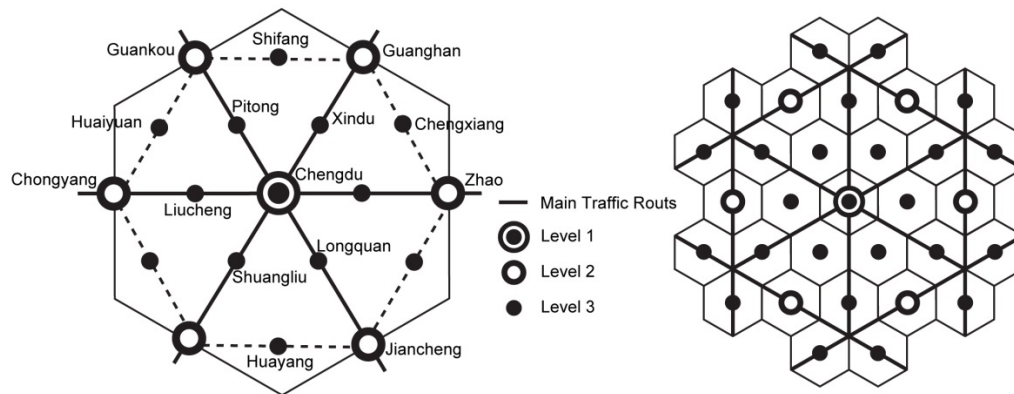 Shifang
Guankou
Guanghan
Pitong
Xindu
Huaiyuan
Chengxiang
Chengdu
Chongyang
Zhao
Liucheng
Main Traffic Routs
Level 1
Longquan
Shuangliu
Level 2
Level 3
Huayang
Jiancheng